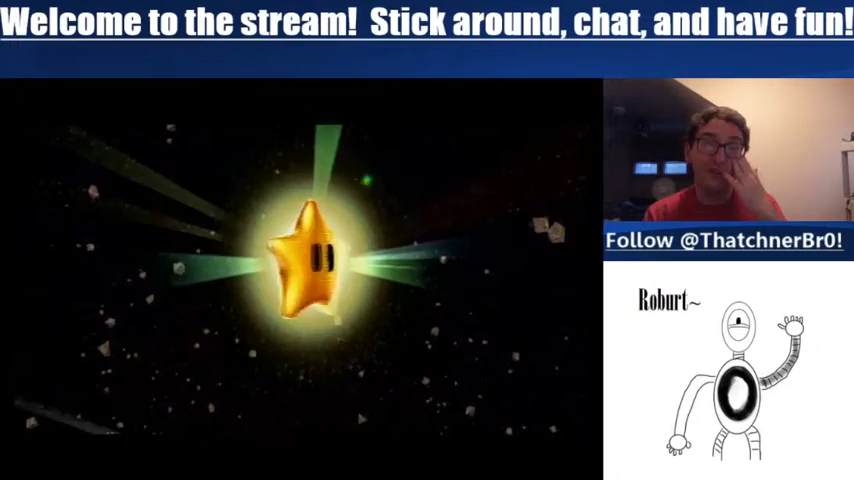 Welcome to the stream!  Stick around, chat, and have fun!
Follow @ThatchnerBr0!
Roburt~